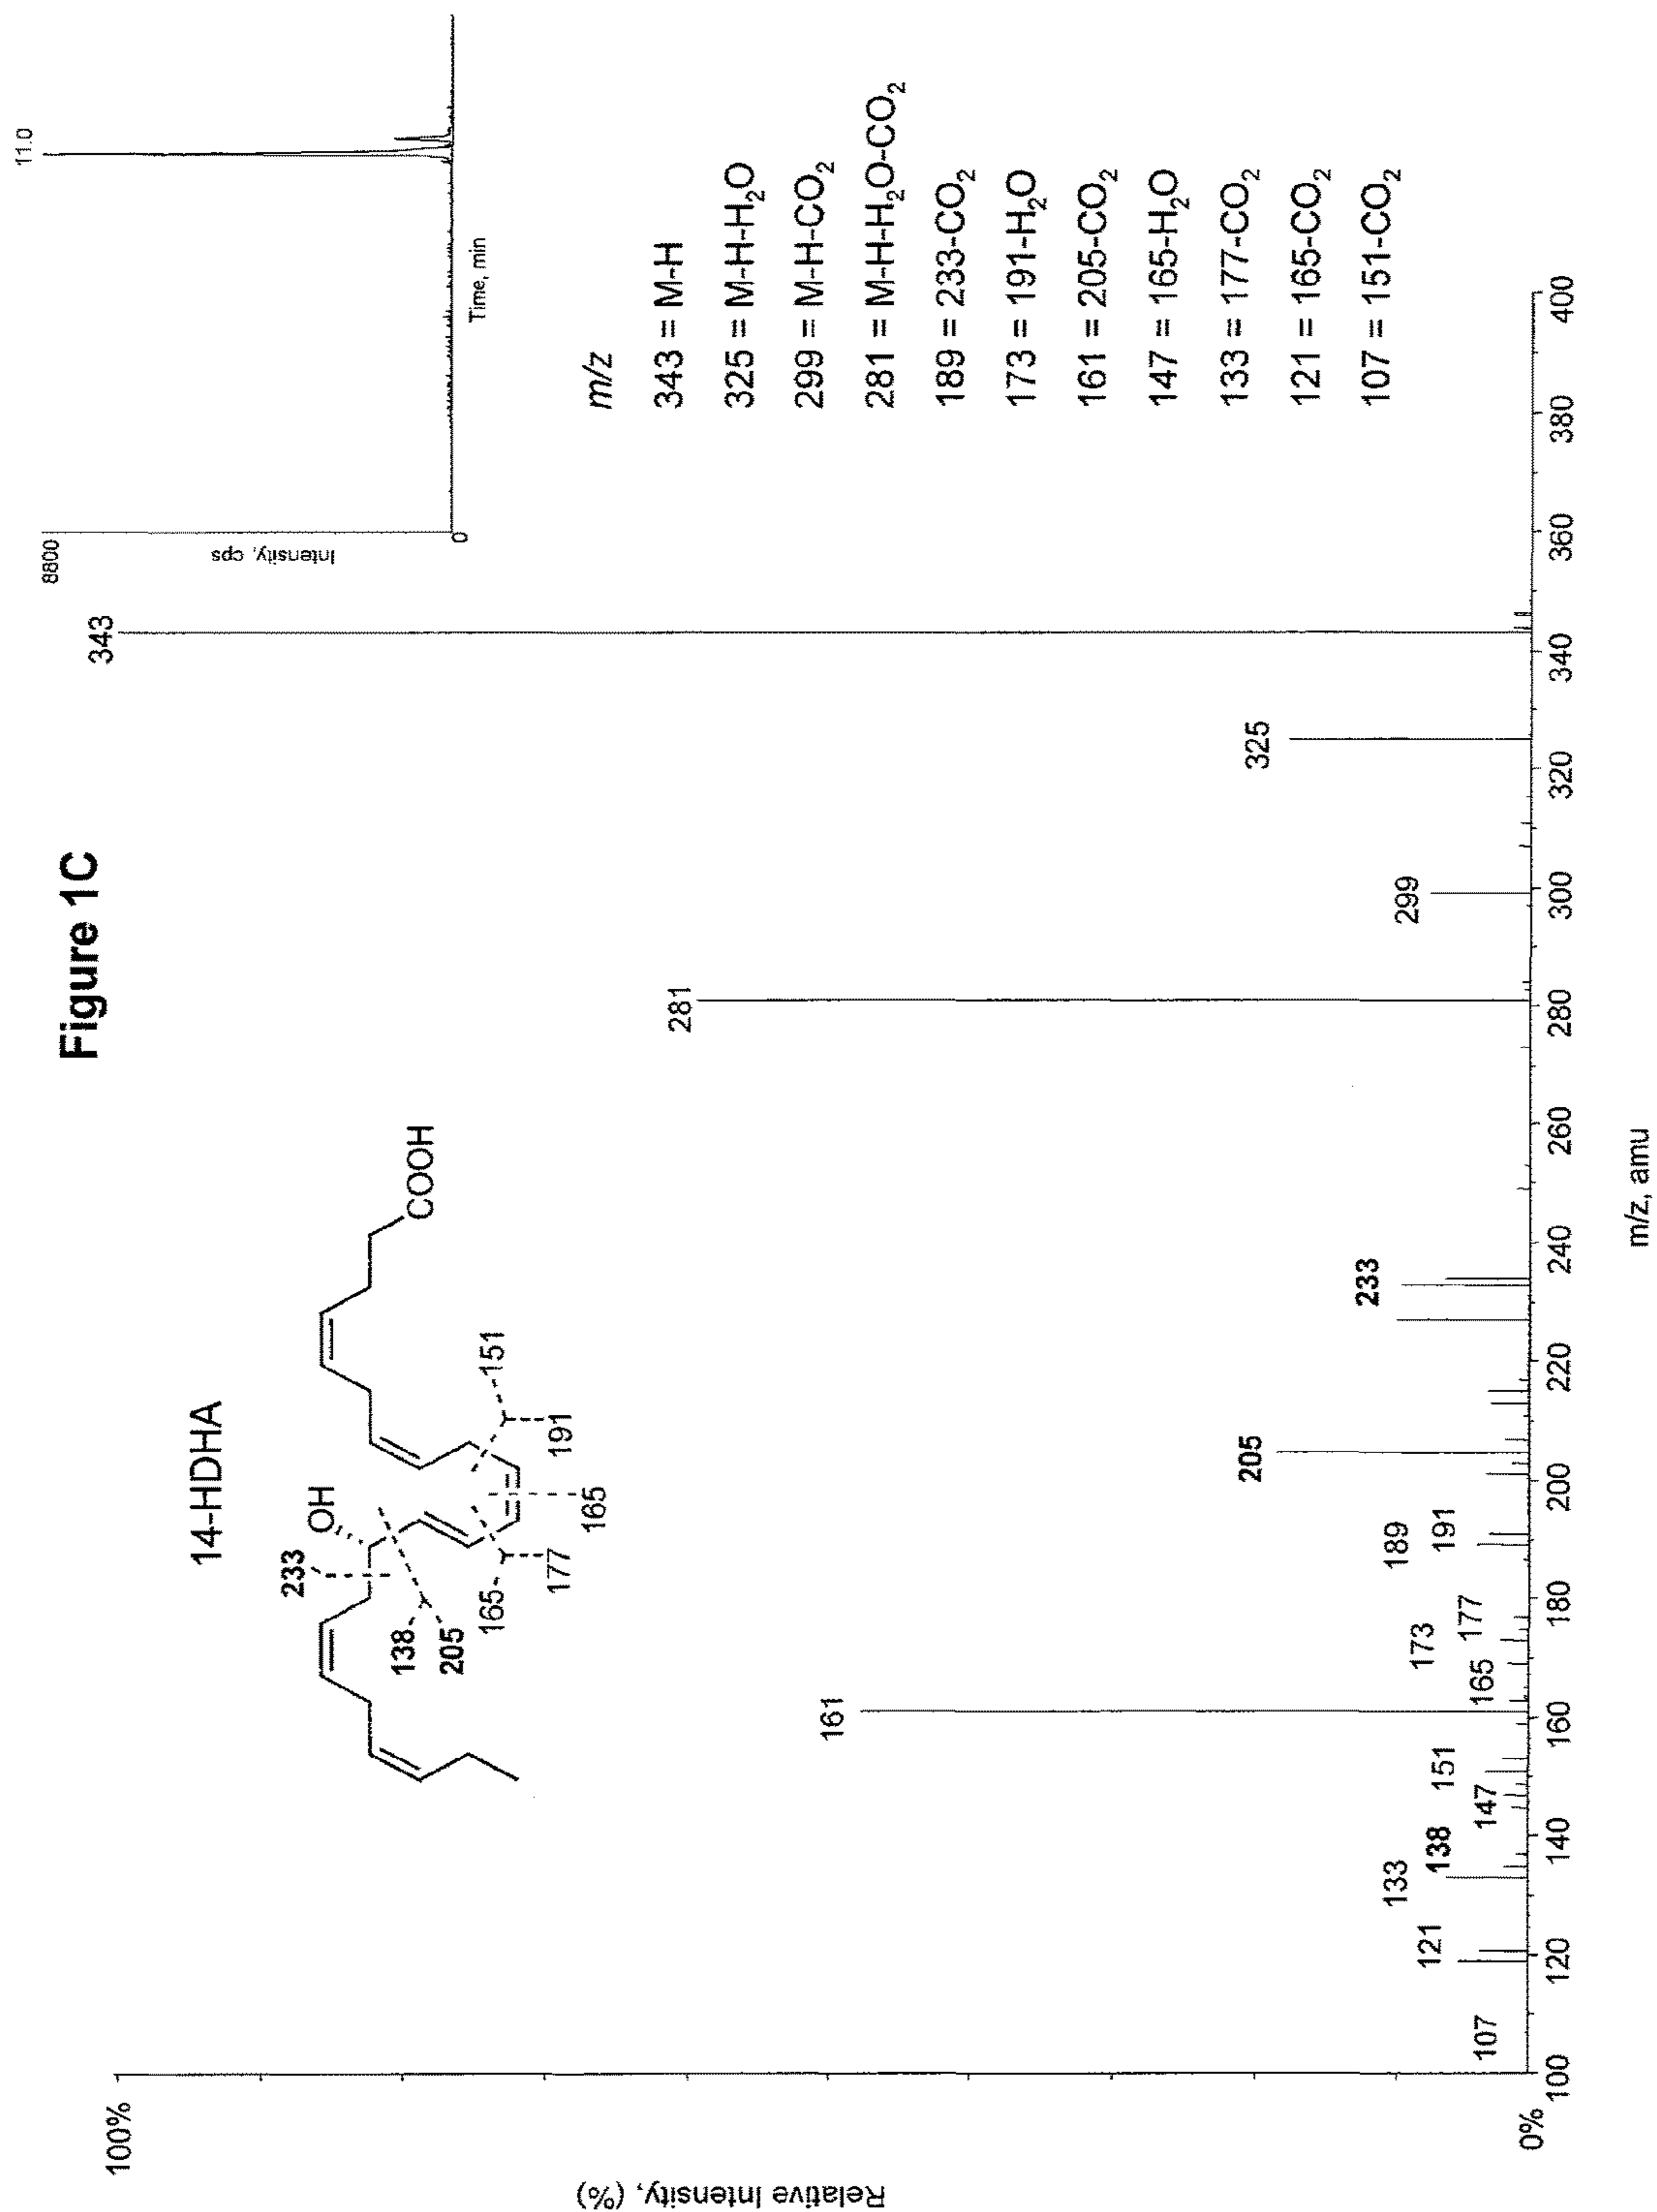 Figure 1C
14-HDHA
OH
COOH
233
138
205
165
177
165
191
151
8800
Intensity, cps
0
11.0
Time, min
m/z
343 = M-H
325 = M-H-H₂O
299 = M-H-CO₂
281 = M-H-H₂O-CO₂
189 = 233-CO₂
173 = 191-H₂O
161 = 205-CO₂
147 = 165-H₂O
133 = 177-CO₂
121 = 165-CO₂
107 = 151-CO₂
Relative Intensity, (%)
100%
0%
107
121
133
138
147
151
161
165
173
177
189
191
205
233
281
299
325
343
100 120 140 160 180 200 220 240 260 280 300 320 340 360 380 400
m/z, amu